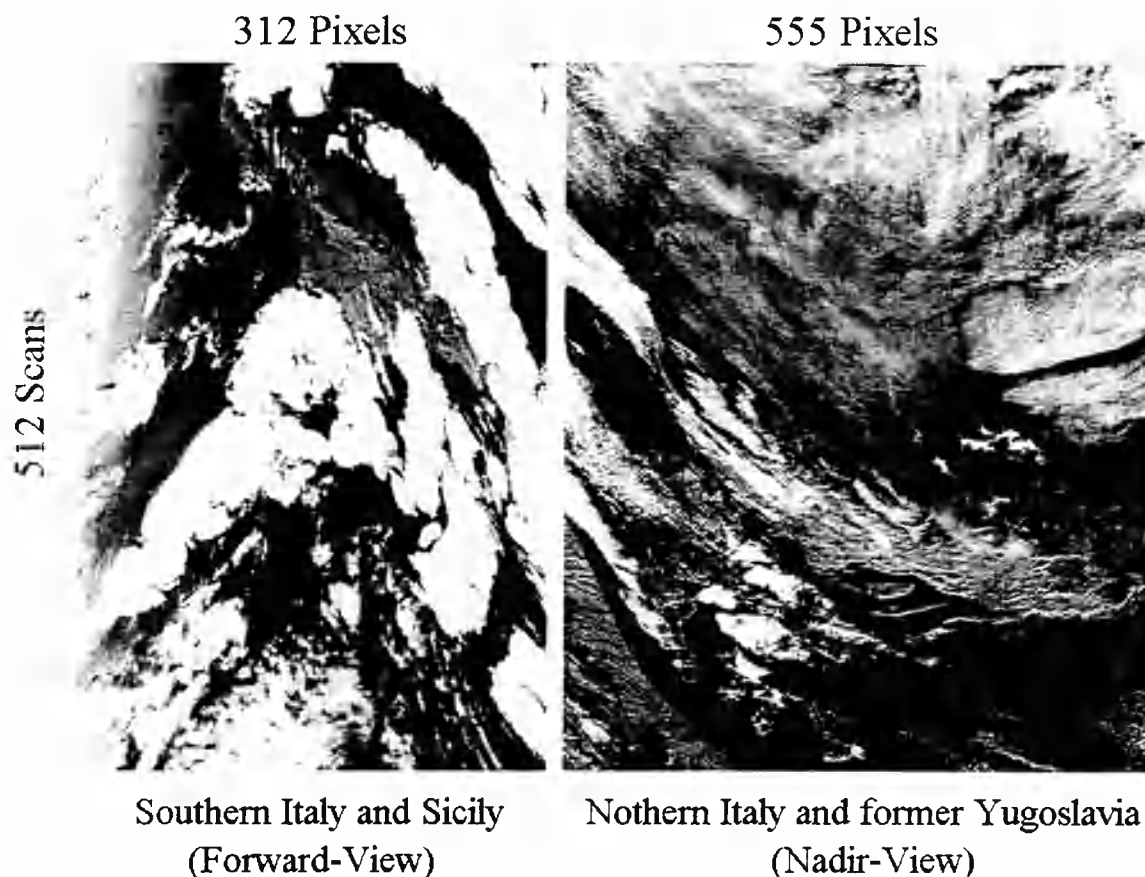 312 Pixels
555 Pixels
512 Scans
Southern Italy and Sicily
(Forward-View)
Nothern Italy and former Yugoslavia
(Nadir-View)